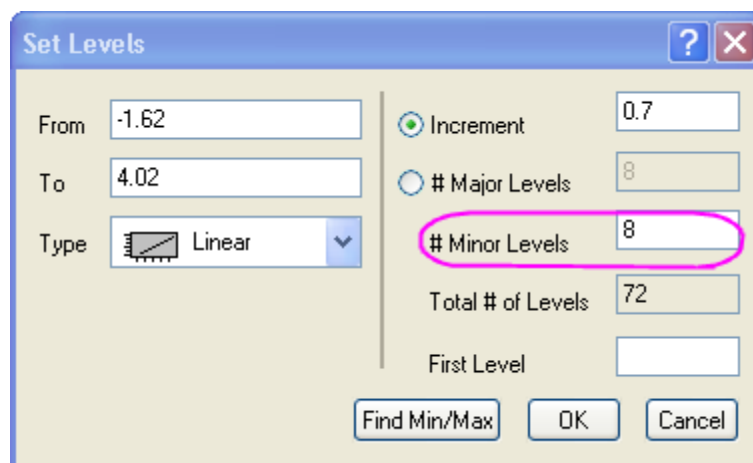 Set Levels
From -1.62
To 4.02
Type Linear
Increment 0.7
# Major Levels 8
# Minor Levels 8
Total # of Levels 72
First Level
Find Min/Max OK Cancel